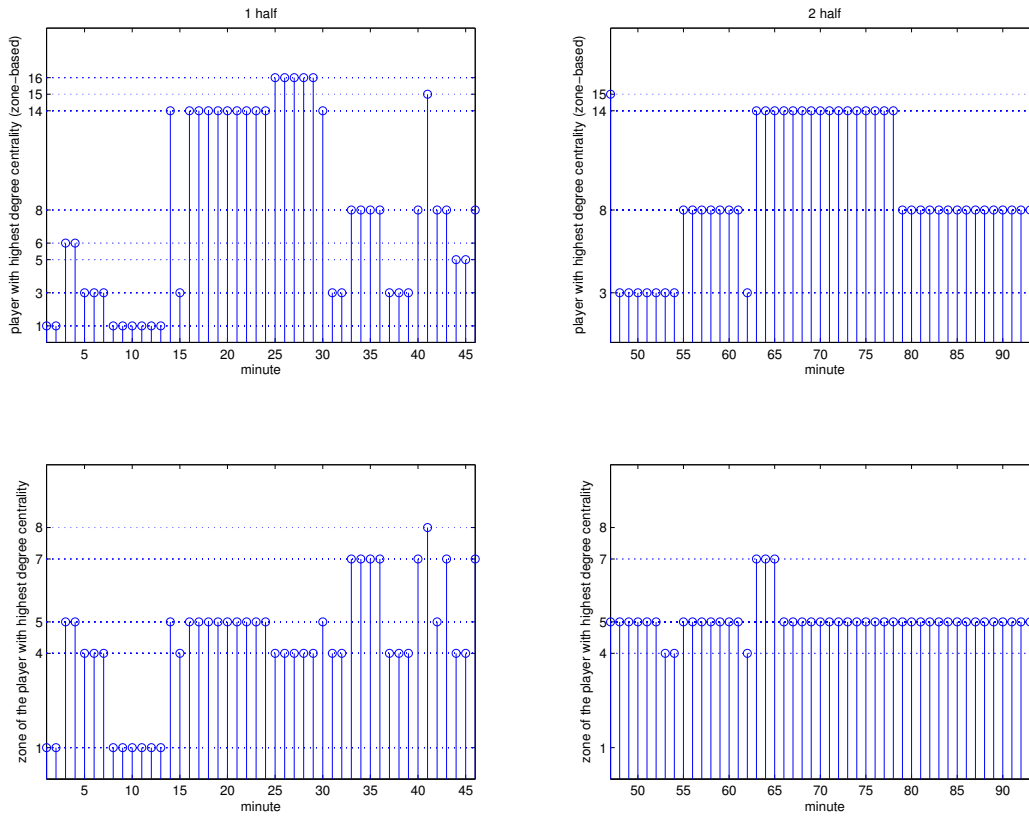 1 half
player with highest degree centrality (zone−based)
16
15
14
8
6
5
3
1
5 10 15 20 25 30 35 40 45
minute
2 half
player with highest degree centrality (zone−based)
15
14
8
3
50 55 60 65 70 75 80 85 90
minute
zone of the player with highest degree centrality
8
7
5
4
1
5 10 15 20 25 30 35 40 45
minute
zone of the player with highest degree centrality
8
7
5
4
1
50 55 60 65 70 75 80 85 90
minute